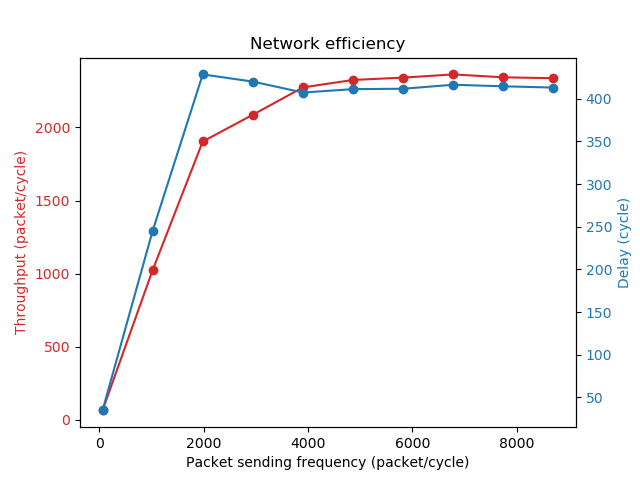 Network efficiency
2000
1500
1000
500
0
Throughput (packet/cycle)
400
350
300
250
200
150
100
50
Delay (cycle)
0 2000 4000 6000 8000
Packet sending frequency (packet/cycle)